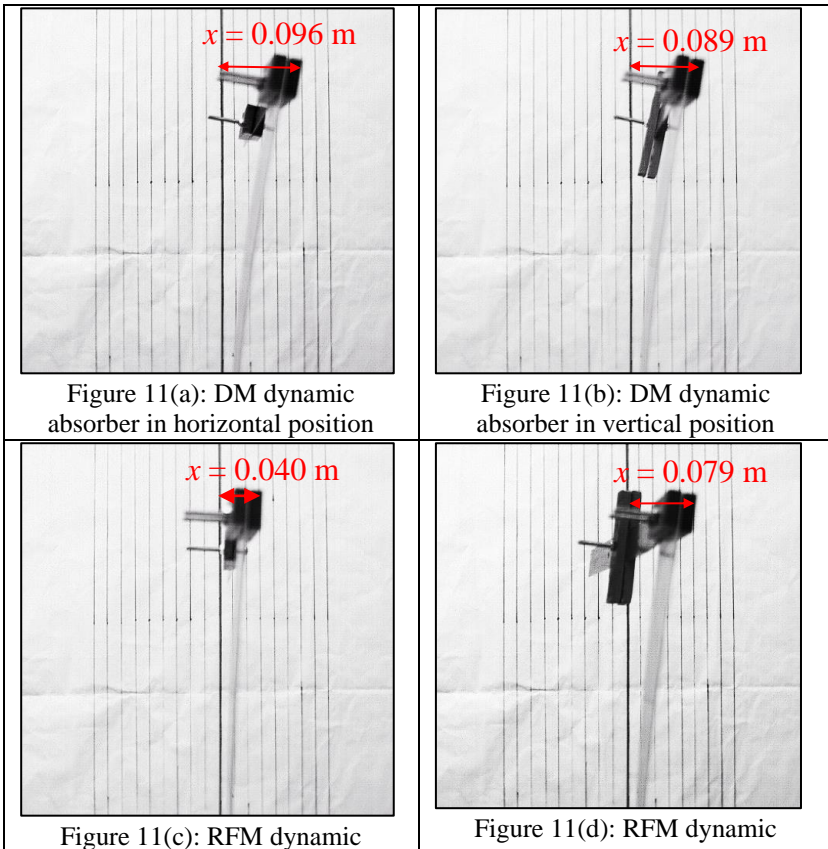 x = 0.096 m
x = 0.089 m
Figure 11(a): DM dynamic
absorber in horizontal position
Figure 11(b): DM dynamic
absorber in vertical position
x = 0.040 m
x = 0.079 m
Figure 11(c): RFM dynamic
Figure 11(d): RFM dynamic